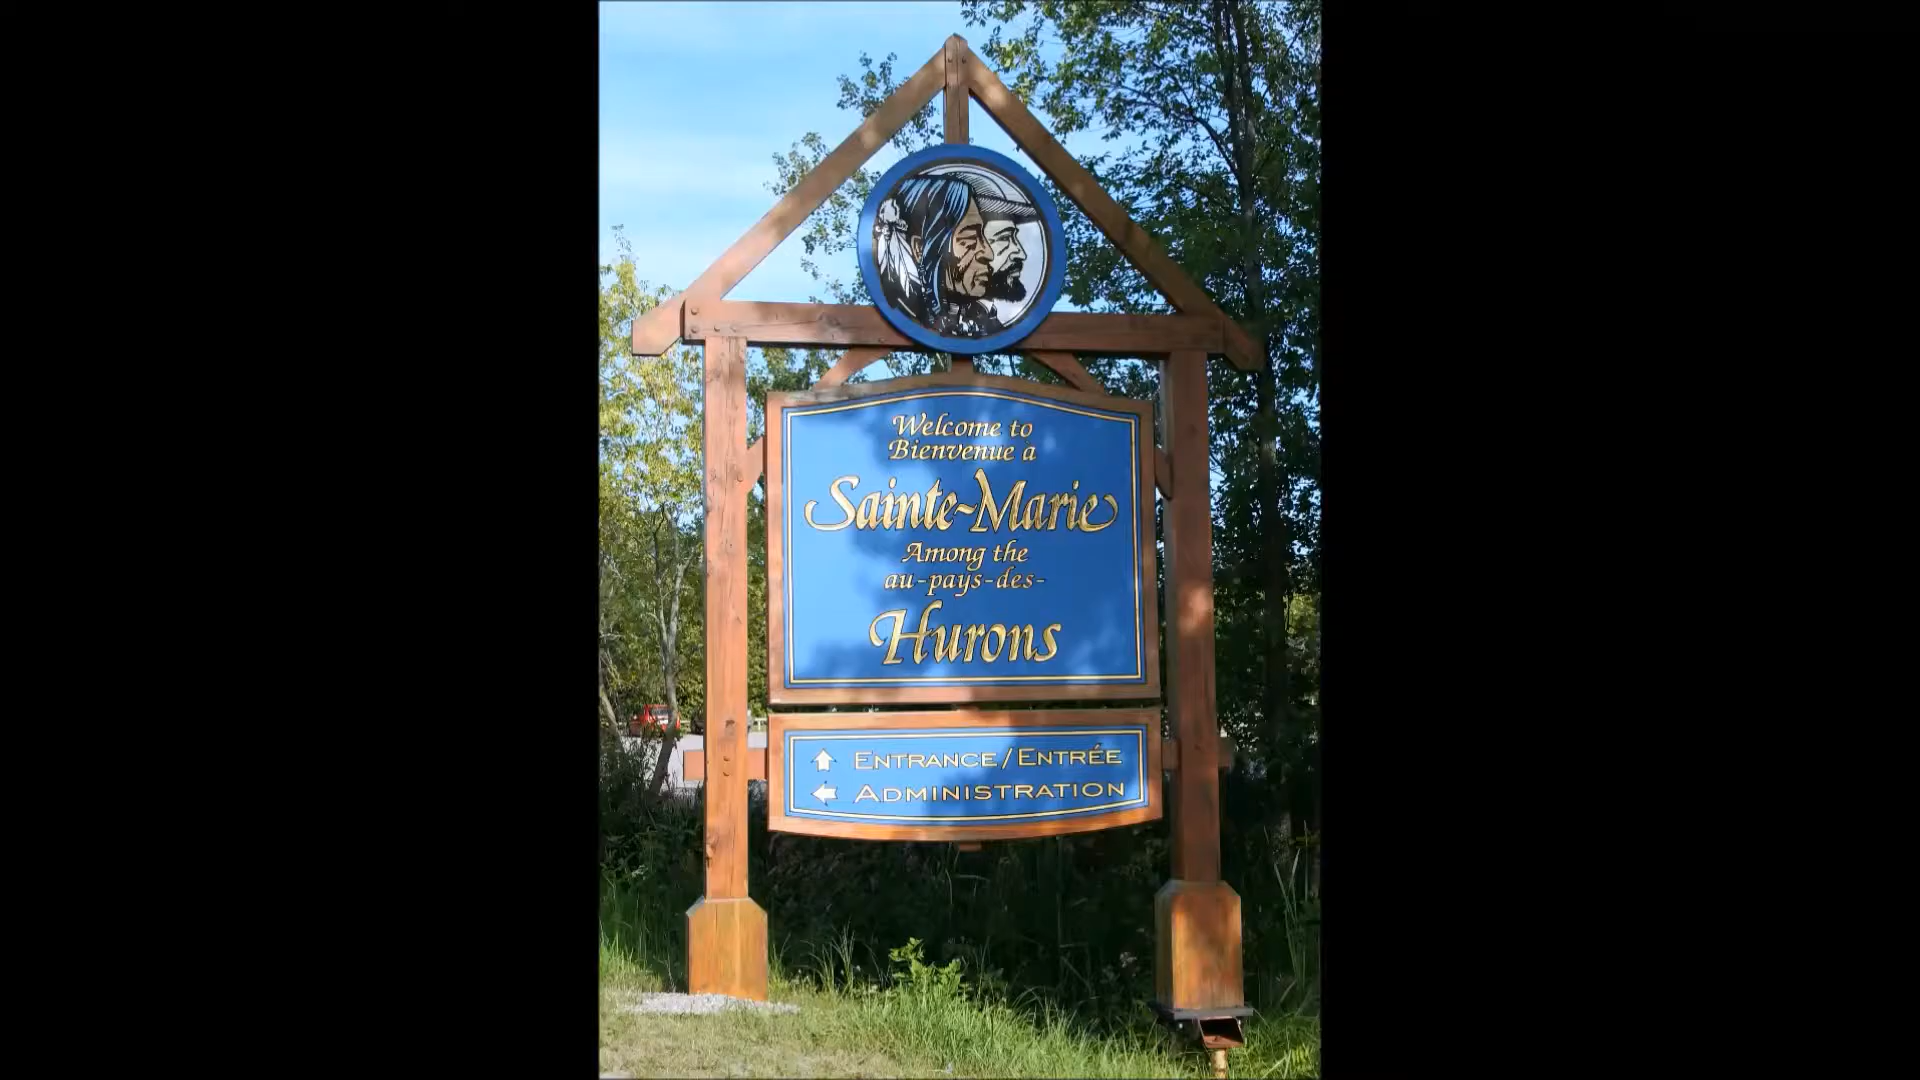 Welcome to
Bienvenue à
Sainte~Marie
Among the
au-pays-des-
Hurons
ENTRANCE/ENTRÉE
ADMINISTRATION